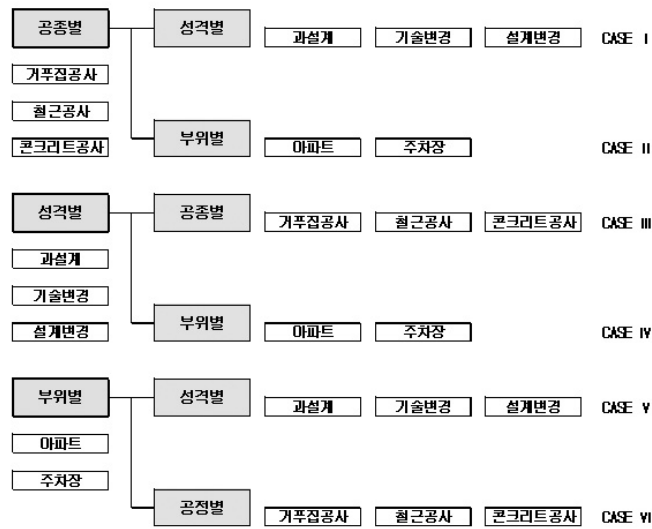 공종별 성격별 과설계 기술변경 설계변경 CASE I
거푸집공사
철근공사
콘크리트공사 부위별 아파트 주차장 CASE II
성격별 공종별 거푸집공사 철근공사 콘크리트공사 CASE III
과설계
기술변경
설계변경 부위별 아파트 주차장 CASE IV
부위별 성격별 과설계 기술변경 설계변경 CASE V
아파트
주차장
공정별 거푸집공사 철근공사 콘크리트공사 CASE VI